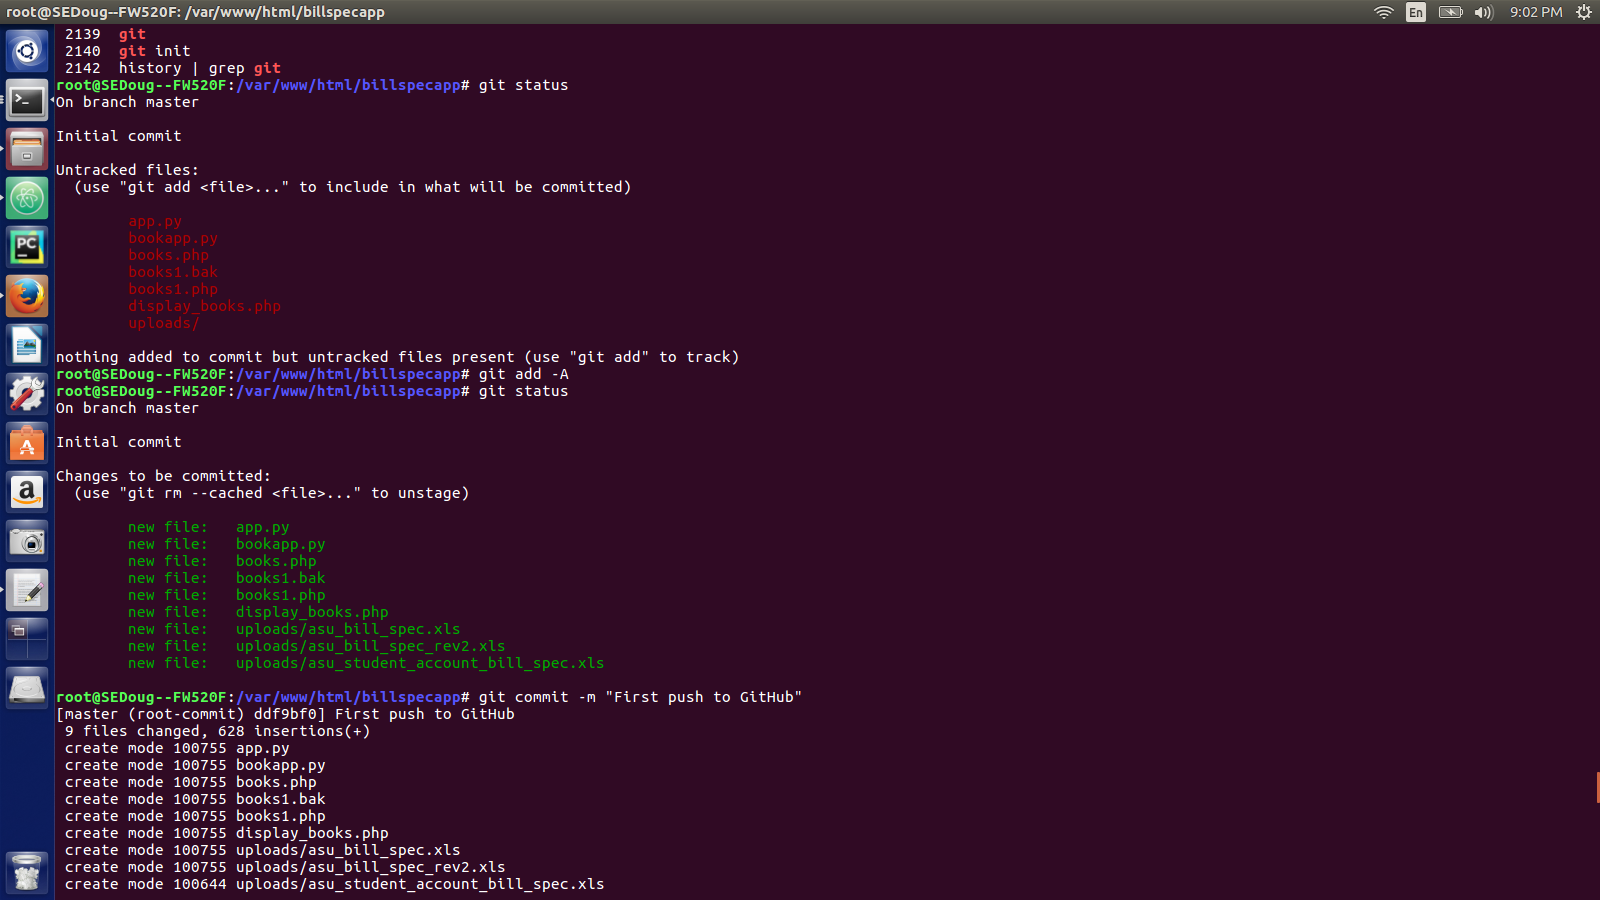 root@SEDoug--FW520F: /var/www/html/billspecapp
En
9:02 PM
2139  git
2140  git init
2142  history | grep git
root@SEDoug--FW520F:/var/www/html/billspecapp# git status
On branch master
Initial commit
Untracked files:
(use "git add <file>..." to include in what will be committed)
app.py
bookapp.py
books.php
books1.bak
books1.php
display_books.php
uploads/
nothing added to commit but untracked files present (use "git add" to track)
root@SEDoug--FW520F:/var/www/html/billspecapp# git add -A
root@SEDoug--FW520F:/var/www/html/billspecapp# git status
On branch master
Initial commit
Changes to be committed:
(use "git rm --cached <file>..." to unstage)
new file:   app.py
new file:   bookapp.py
new file:   books.php
new file:   books1.bak
new file:   books1.php
new file:   display_books.php
new file:   uploads/asu_bill_spec.xls
new file:   uploads/asu_bill_spec_rev2.xls
new file:   uploads/asu_student_account_bill_spec.xls
root@SEDoug--FW520F:/var/www/html/billspecapp# git commit -m "First push to GitHub"
[master (root-commit) ddf9bf0] First push to GitHub
9 files changed, 628 insertions(+)
create mode 100755 app.py
create mode 100755 bookapp.py
create mode 100755 books.php
create mode 100755 books1.bak
create mode 100755 books1.php
create mode 100755 display_books.php
create mode 100755 uploads/asu_bill_spec.xls
create mode 100755 uploads/asu_bill_spec_rev2.xls
create mode 100644 uploads/asu_student_account_bill_spec.xls
>_
PC
a